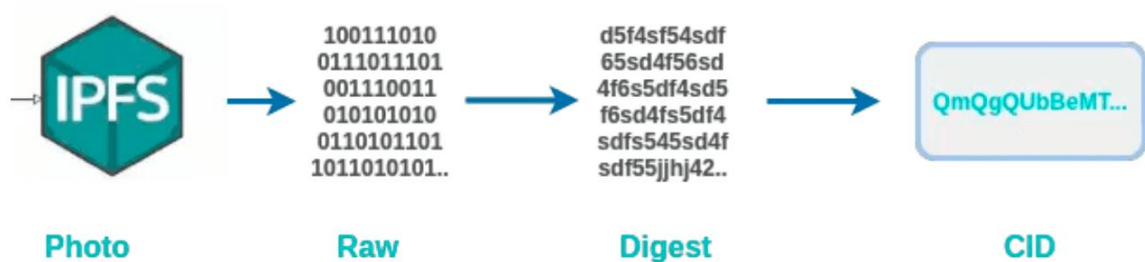 IPFS
100111010
0111011101
001110011
010101010
0110101101
1011010101..
d5f4sf54sdf
65sd4f56sd
4f6s5df4sd5
f6sd4fs5df4
sdfs545sd4f
sdf55jjhj42..
QmQgQUbBeMT...
Photo
Raw
Digest
CID